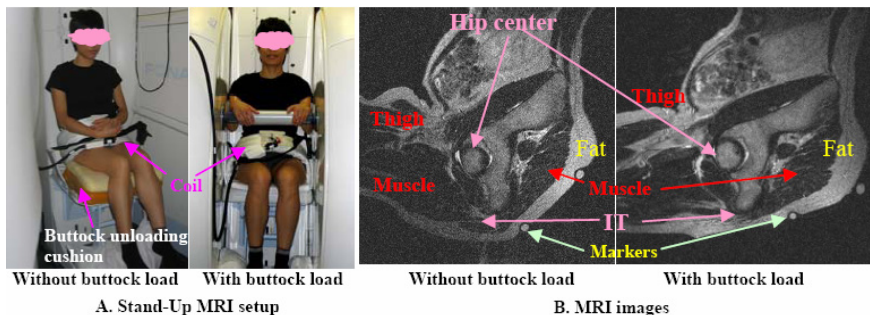 Hip center
Thigh
Thigh
Fat
Fat
Coil
Muscle
Muscle
Buttock unloading
cushion
IT
Markers
Without buttock load
With buttock load
Without buttock load
With buttock load
A. Stand-Up MRI setup
B. MRI images